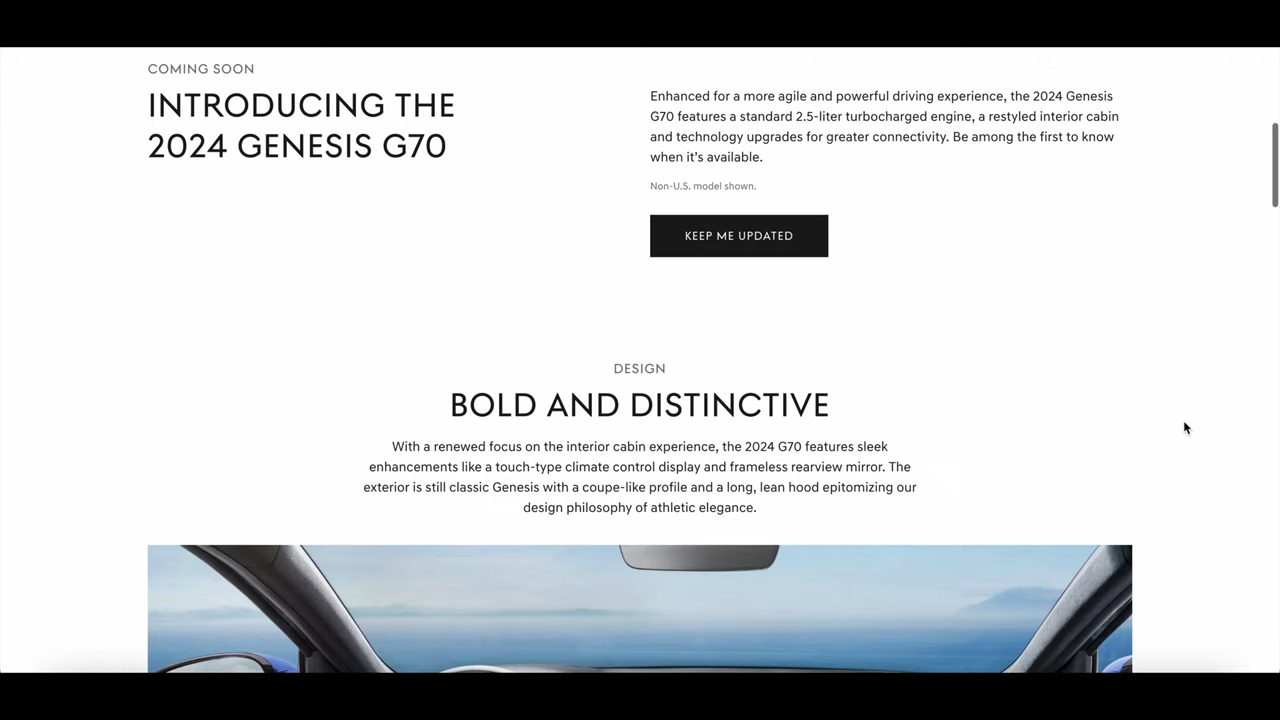 COMING SOON
INTRODUCING THE
2024 GENESIS G70
Enhanced for a more agile and powerful driving experience, the 2024 Genesis
G70 features a standard 2.5-liter turbocharged engine, a restyled interior cabin
and technology upgrades for greater connectivity. Be among the first to know
when it's available.
Non-U.S. model shown.
KEEP ME UPDATED
DESIGN
BOLD AND DISTINCTIVE
With a renewed focus on the interior cabin experience, the 2024 G70 features sleek
enhancements like a touch-type climate control display and frameless rearview mirror. The
exterior is still classic Genesis with a coupe-like profile and a long, lean hood epitomizing our
design philosophy of athletic elegance.